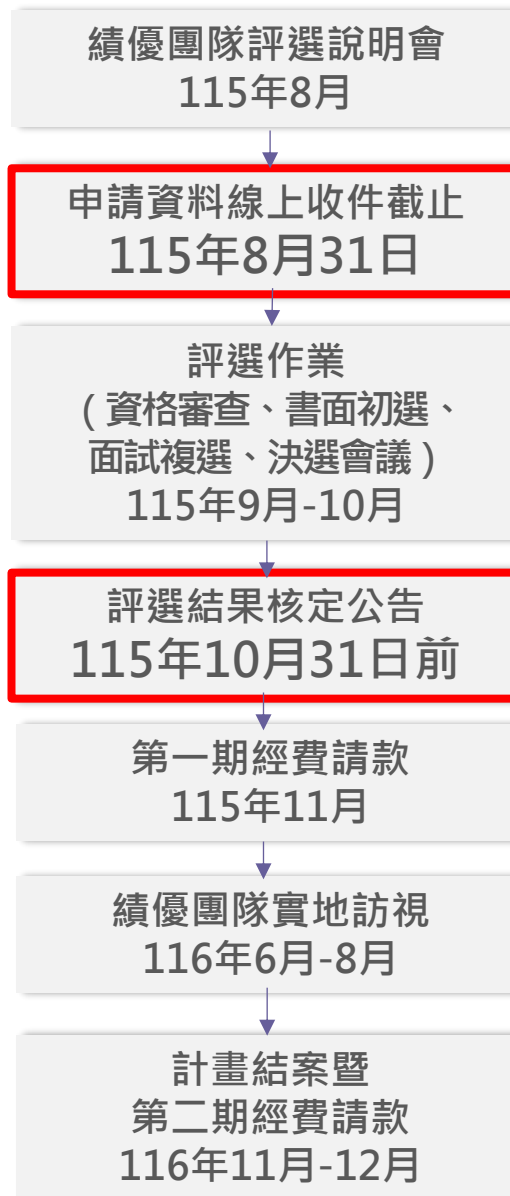 績優團隊評選說明會
115年8月
申請資料線上收件截止
115年8月31日
評選作業
（資格審查、書面初選、
面試複選、決選會議）
115年9月-10月
評選結果核定公告
115年10月31日前
第一期經費請款
115年11月
績優團隊實地訪視
116年6月-8月
計畫結案暨
第二期經費請款
116年11月-12月